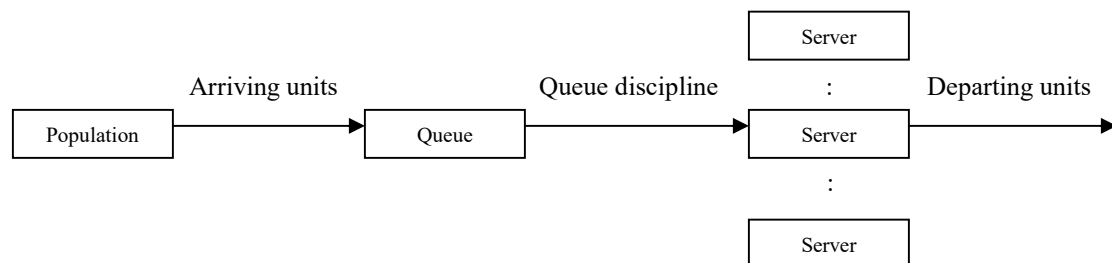 Server
Arriving units
Queue discipline
:
Departing units
Population
Queue
Server
:
Server